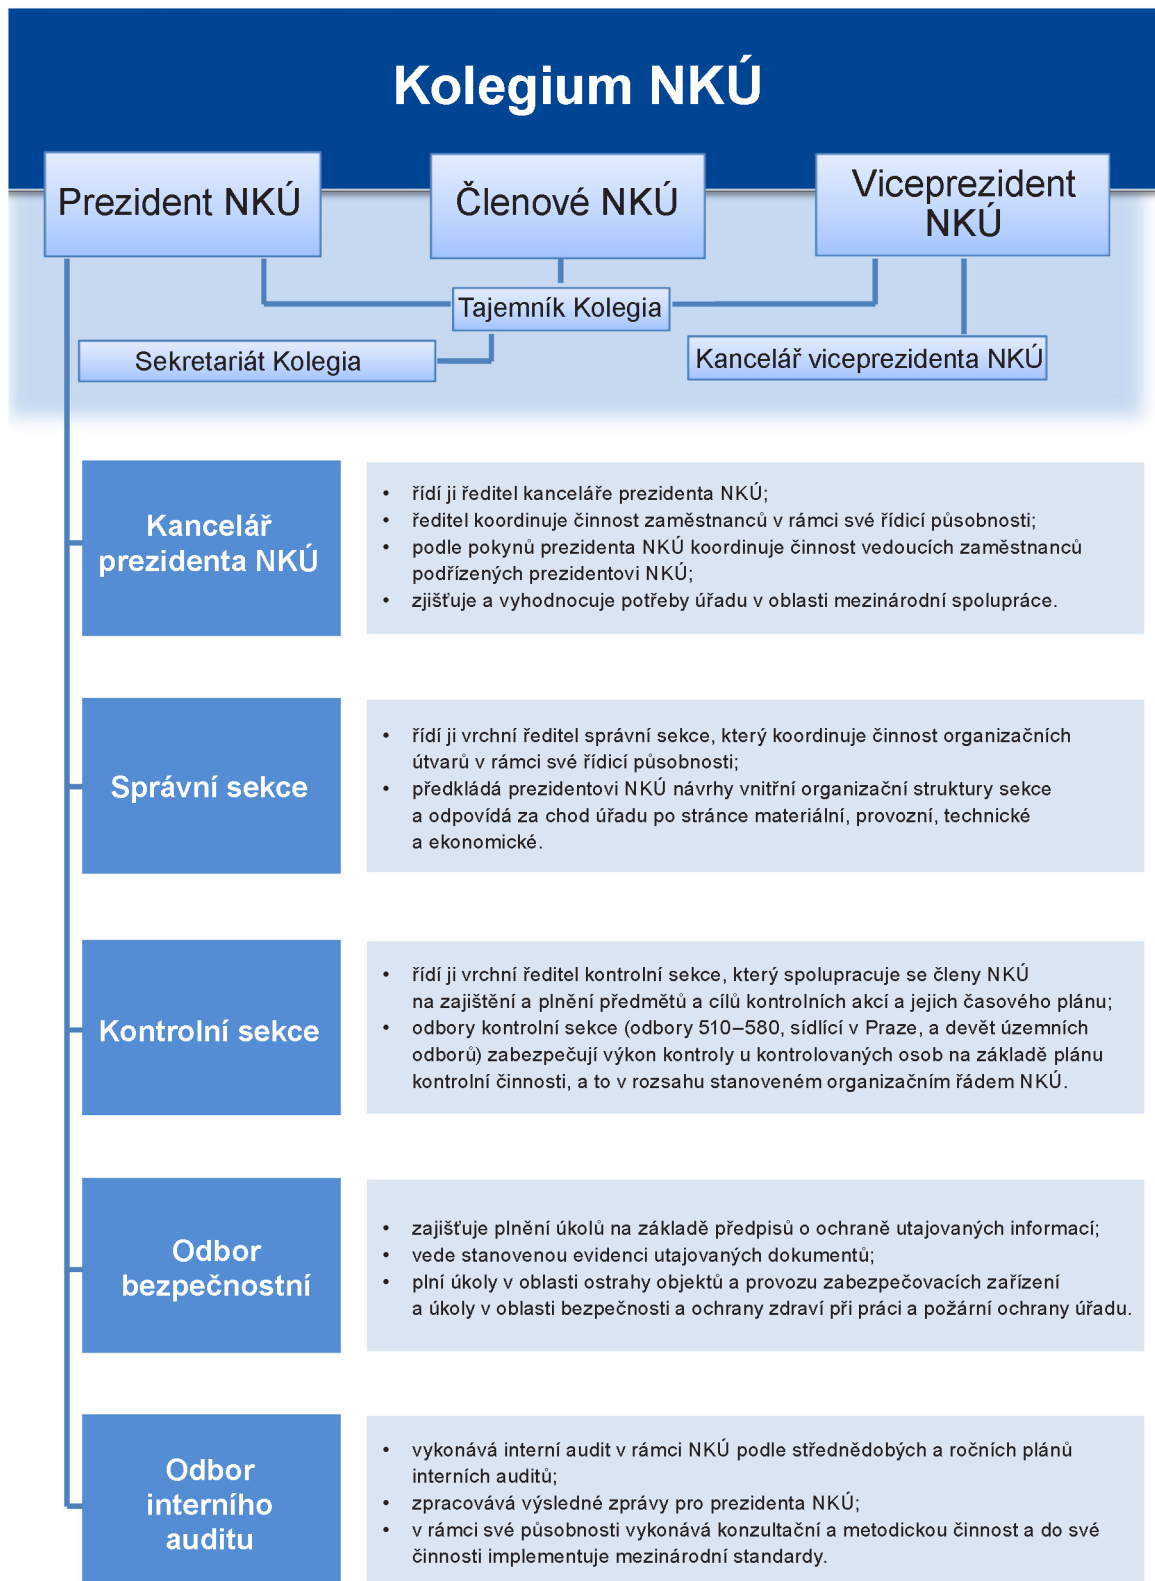 Kolegium NKÚ
Prezident NKÚ
Členové NKÚ
Viceprezident
NKÚ
Tajemník Kolegia
Sekretariát Kolegia
Kancelář viceprezidenta NKÚ
Kancelář
prezidenta NKÚ
• řídí ji ředitel kanceláře prezidenta NKÚ;
• ředitel koordinuje činnost zaměstnanců v rámci své řídicí působnosti;
• podle pokynů prezidenta NKÚ koordinuje činnost vedoucích zaměstnanců
podřízených prezidentovi NKÚ;
• zjišťuje a vyhodnocuje potřeby úřadu v oblasti mezinárodní spolupráce.
Správní sekce
• řídí ji vrchní ředitel správní sekce, který koordinuje činnost organizačních
útvarů v rámci své řídicí působnosti;
• předkládá prezidentovi NKÚ návrhy vnitřní organizační struktury sekce
a odpovídá za chod úřadu po stránce materiální, provozní, technické
a ekonomické.
Kontrolní sekce
• řídí ji vrchní ředitel kontrolní sekce, který spolupracuje se členy NKÚ
na zajištění a plnění předmětů a cílů kontrolních akcí a jejich časového plánu;
• odbory kontrolní sekce (odbory 510–580, sídlící v Praze, a devět územních
odborů) zabezpečují výkon kontroly u kontrolovaných osob na základě plánu
kontrolní činnosti, a to v rozsahu stanoveném organizačním řádem NKÚ.
Odbor
bezpečnostní
• zajišťuje plnění úkolů na základě předpisů o ochraně utajovaných informací;
• vede stanovenou evidenci utajovaných dokumentů;
• plní úkoly v oblasti ostrahy objektů a provozu zabezpečovacích zařízení
a úkoly v oblasti bezpečnosti a ochrany zdraví při práci a požární ochrany úřadu.
Odbor
interního
auditu
• vykonává interní audit v rámci NKÚ podle střednědobých a ročních plánů
interních auditů;
• zpracovává výsledné zprávy pro prezidenta NKÚ;
• v rámci své působnosti vykonává konzultační a metodickou činnost a do své
činnosti implementuje mezinárodní standardy.